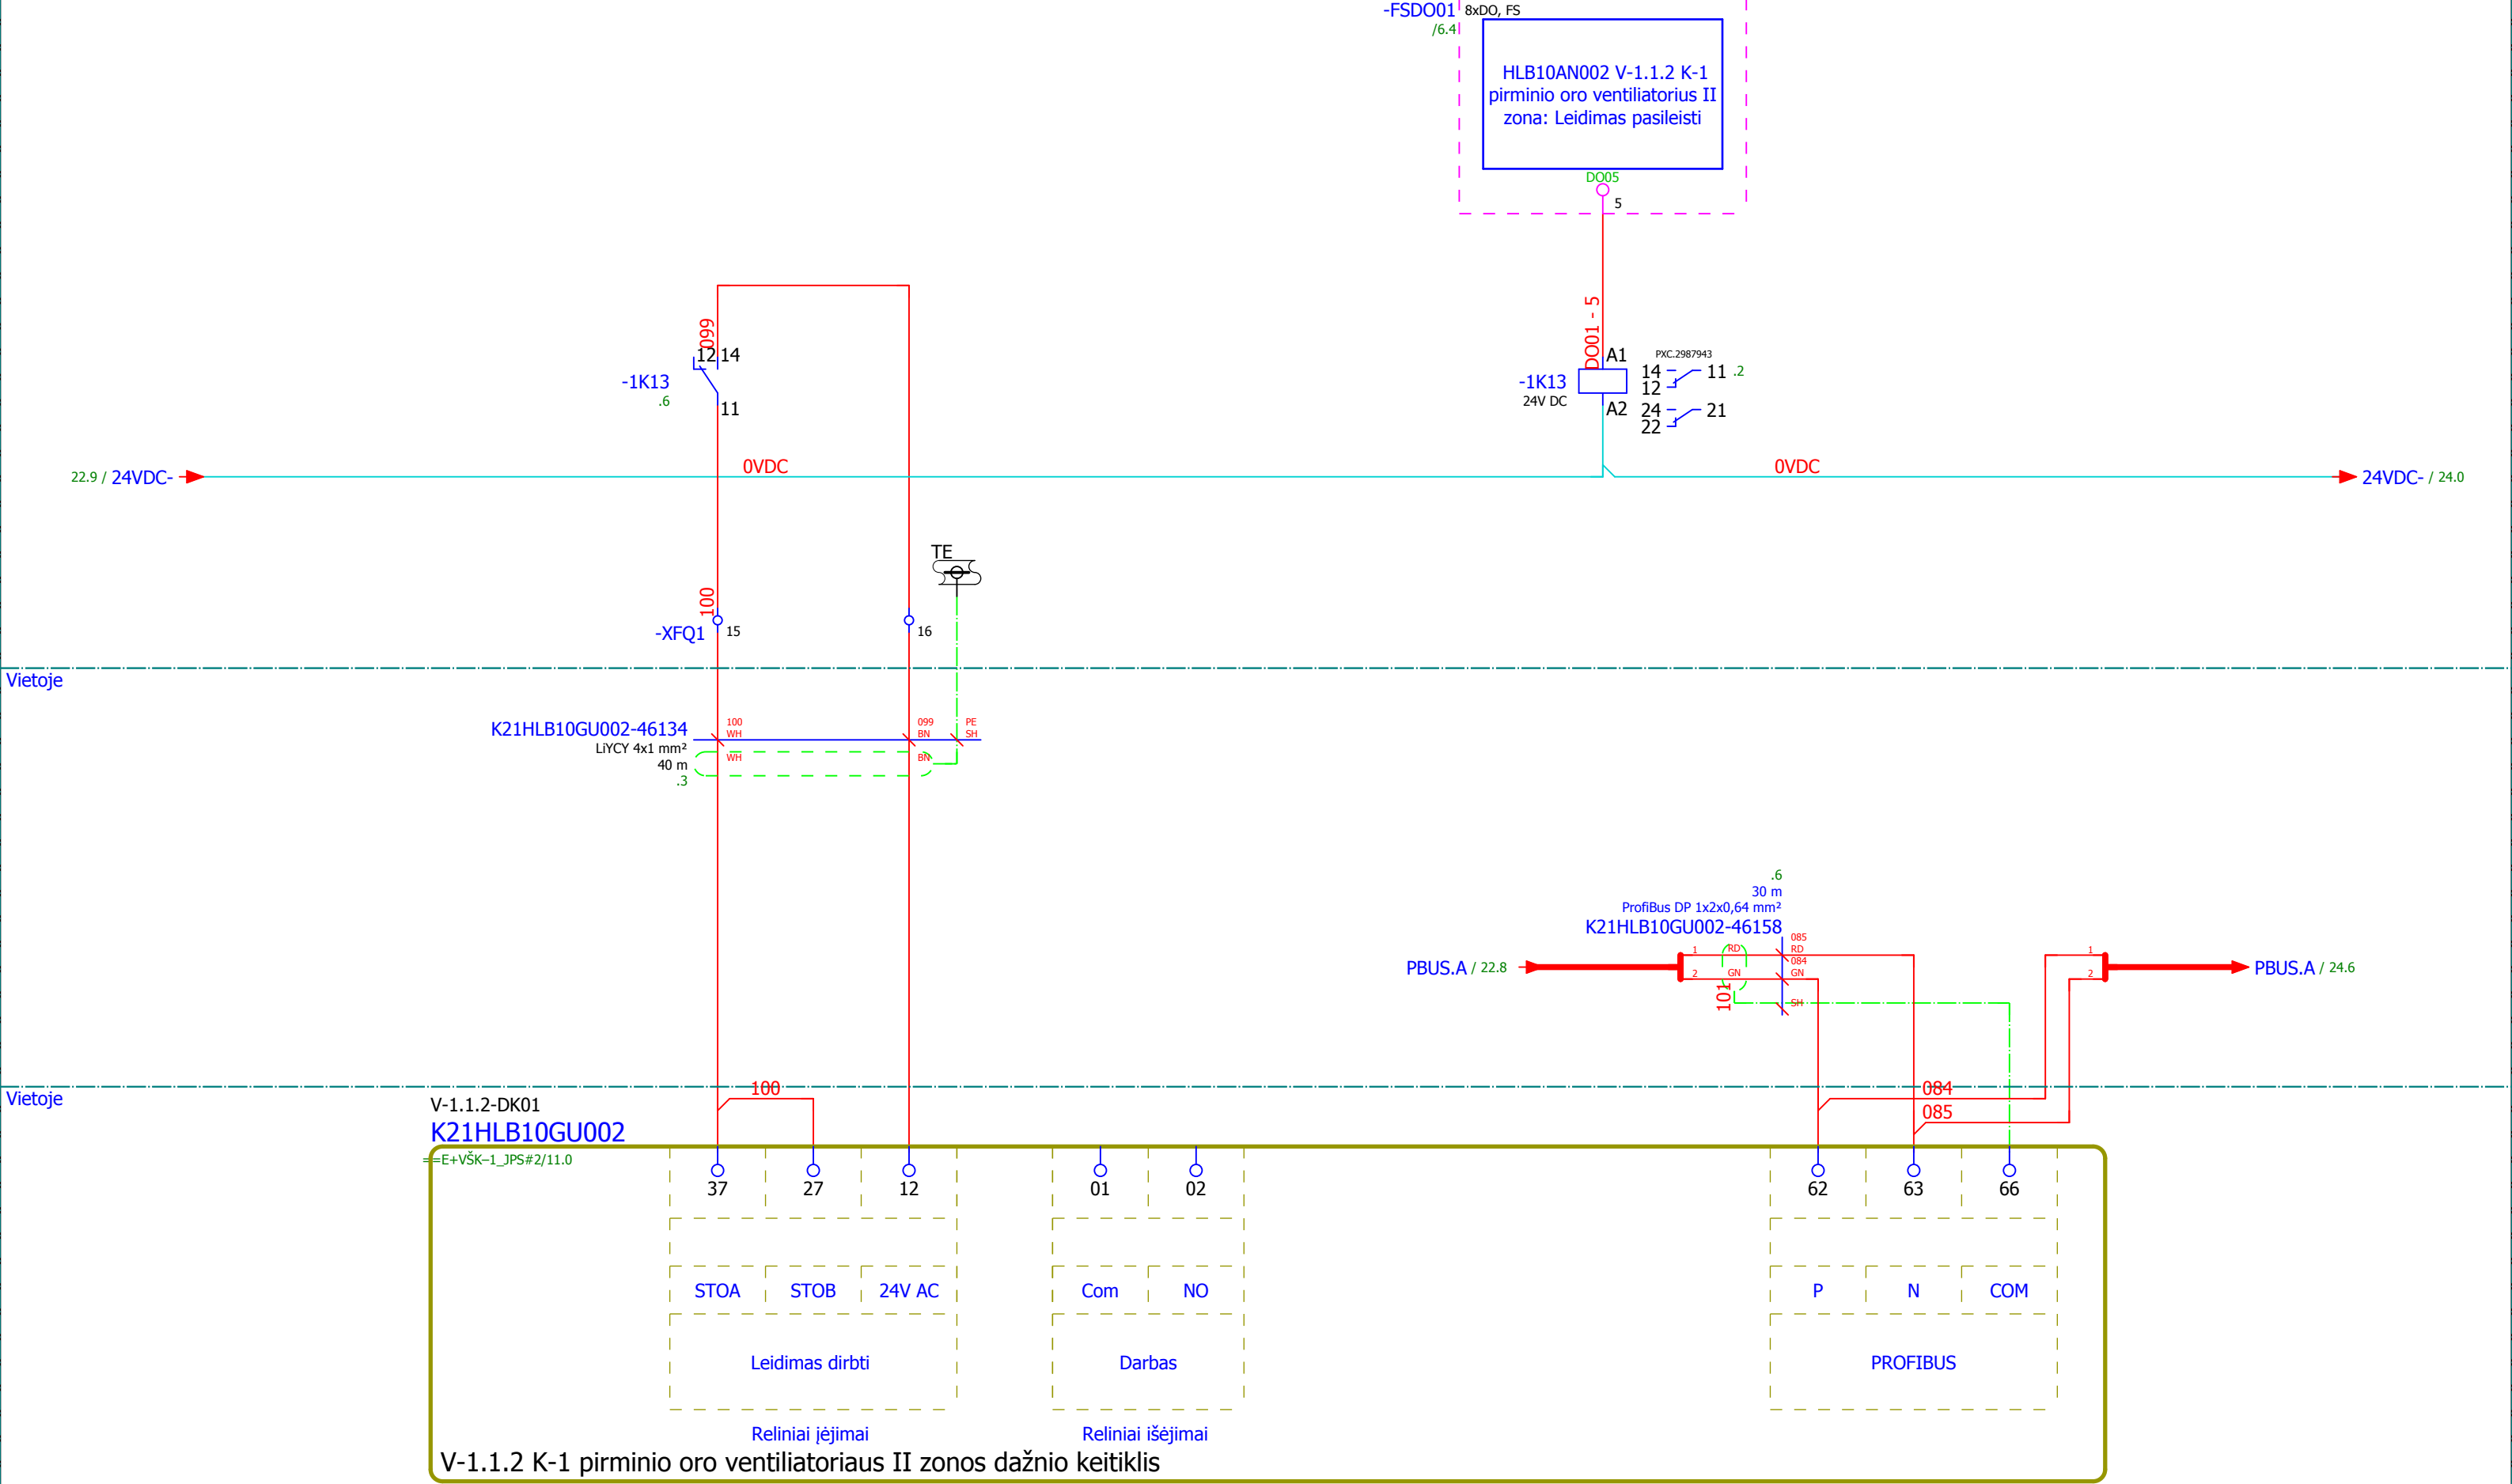 -FSDO01 8xDO, FS
/6.4
HLB10AN002 V-1.1.2 K-1
pirminio oro ventiliatorius II
zona: Leidimas pasileisti
DO05
5
DO01 - 5
099
12 14
-1K13
.6
11
A1
-1K13
24V DC
A2
PXC.2987943
14 11 .2
12
24 21
22
22.9 / 24VDC-
0VDC
0VDC
24VDC- / 24.0
TE
100
-XFQ1 15
16
Vietoje
K21HLB10GU002-46134
LiYCY 4x1 mm²
40 m
.3
100
WH
WH
099
BN
BN
PE
SH
.6
30 m
ProfiBus DP 1x2x0,64 mm²
K21HLB10GU002-46158
PBUS.A / 22.8
1 RD
2 GN
101
085
RD
084
GN
SH
1
2
PBUS.A / 24.6
Vietoje
100
084
085
V-1.1.2-DK01
K21HLB10GU002
==E+VŠK-1_JPS#2/11.0
37 27 12 01 02 62 63 66
STOA STOB 24V AC Com NO P N COM
Leidimas dirbti Darbas PROFIBUS
Reliniai įėjimai Reliniai išėjimai
V-1.1.2 K-1 pirminio oro ventiliatoriaus II zonos dažnio keitiklis